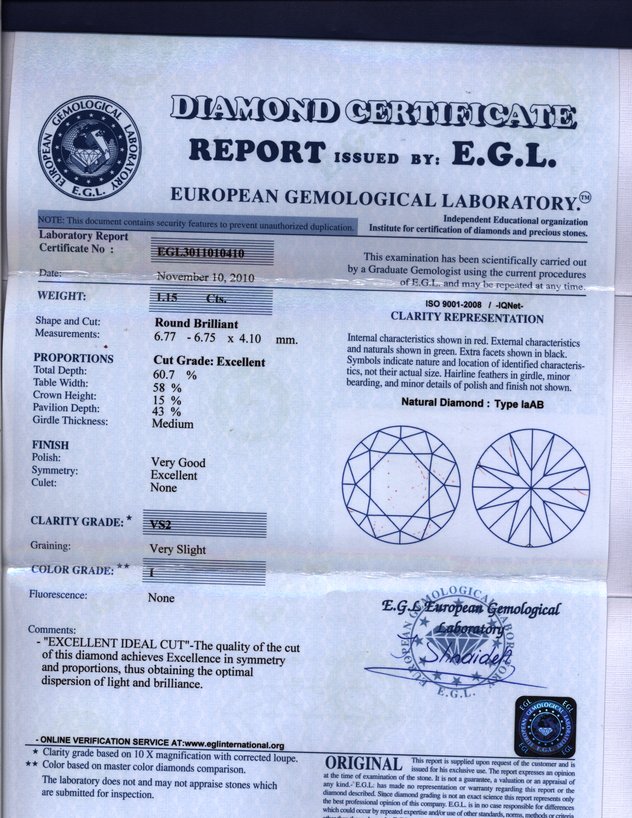 EUROPEAN GEMOLOGICAL LABORATORY
E.G.L.
DIAMOND CERTIFICATE
REPORT ISSUED BY: E.G.L.
EUROPEAN GEMOLOGICAL LABORATORY.™
NOTE: This document contains security features to prevent unauthorized duplication.
Independent Educational organization
Institute for certification of diamonds and precious stones.
Laboratory Report
Certificate No : EGL3011010410
Date: November 10, 2010
This examination has been scientifically carried out
by a Graduate Gemologist using the current procedures
of E.G.L. and may be repeated at any time.
WEIGHT: 1.15 Cts.
Shape and Cut: Round Brilliant
Measurements: 6.77 - 6.75 x 4.10 mm.
PROPORTIONS Cut Grade: Excellent
Total Depth: 60.7 %
Table Width: 58 %
Crown Height: 15 %
Pavilion Depth: 43 %
Girdle Thickness: Medium
FINISH
Polish: Very Good
Symmetry: Excellent
Culet: None
CLARITY GRADE: * VS2
Graining: Very Slight
COLOR GRADE: ** I
Fluorescence: None
Comments:
- "EXCELLENT IDEAL CUT"-The quality of the cut
of this diamond achieves Excellence in symmetry
and proportions, thus obtaining the optimal
dispersion of light and brilliance.
ISO 9001-2008 / -IQNet-
CLARITY REPRESENTATION
Internal characteristics shown in red. External characteristics
and naturals shown in green. Extra facets shown in black.
Symbols indicate nature and location of identified characteris-
tics, not their actual size. Hairline feathers in girdle, minor
bearding, and minor details of polish and finish not shown.
Natural Diamond : Type IaAB
E.G.L European Gemological
Laboratory
EUROPEAN GEMOLOGICAL LABORATORY
E.G.L.
EGL EGL
E.G.L.
EGL EGL
- ONLINE VERIFICATION SERVICE AT:www.eglinternational.org
* Clarity grade based on 10 X magnification with corrected loupe.
** Color based on master color diamonds comparison.
The laboratory does not and may not appraise stones which
are submitted for inspection.
ORIGINAL This report is supplied upon request of the customer and is
issued for his exclusive use. The report expresses an opinion
at the time of examination of the stone. It is not a guarantee, a valuation or an appraisal of
any kind.- E.G.L. has made no representation or warranty regarding this report or the
diamond described. Since diamond grading is not an exact science this report represents only
the best professional opinion of this company. E.G.L. is in no case responsible for differences
which could occur by repeated expertise and/or use of other standards, norms, methods or criteria